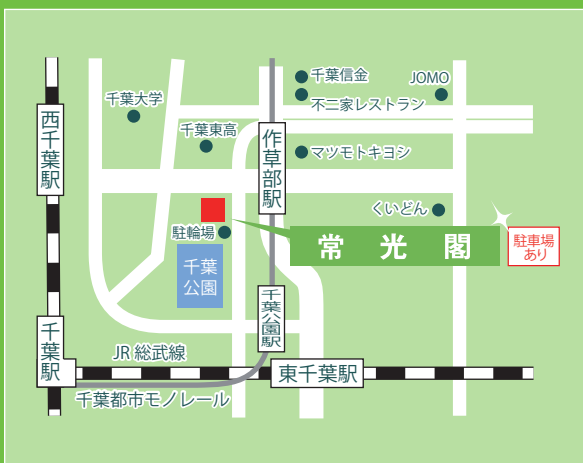 千葉信金
JOMO
千葉大学
不二家レストラン
西千葉駅
千葉東高
作草部駅
マツモトキヨシ
くいどん
駐輪場
常光閣
駐車場
あり
千葉
公園
千葉公園駅
千葉駅
JR 総武線
東千葉駅
千葉都市モノレール